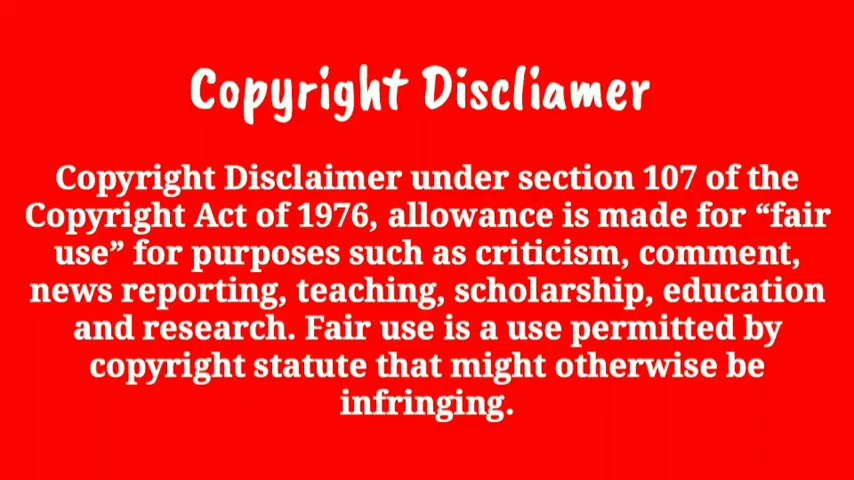 Copyright Discliamer
Copyright Disclaimer under section 107 of the
Copyright Act of 1976, allowance is made for “fair
use” for purposes such as criticism, comment,
news reporting, teaching, scholarship, education
and research. Fair use is a use permitted by
copyright statute that might otherwise be
infringing.